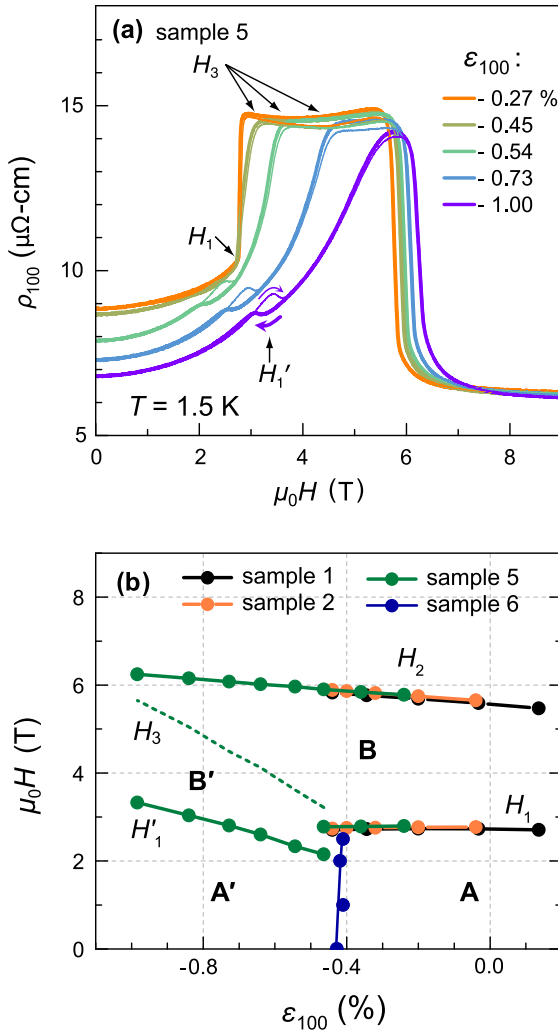 (a) sample 5
ε₁₀₀ :
- 0.27 %
- 0.45
- 0.54
- 0.73
- 1.00
H₃
H₁
H₁′
T = 1.5 K
15
10
5
ρ₁₀₀ (μΩ-cm)
0 2 4 6 8
μ₀H (T)
(b)
sample 1
sample 2
sample 5
sample 6
H₂
H₃
B
B′
H₁
H′₁
A′
A
8
6
4
2
0
μ₀H (T)
-0.8 -0.4 0.0
ε₁₀₀ (%)